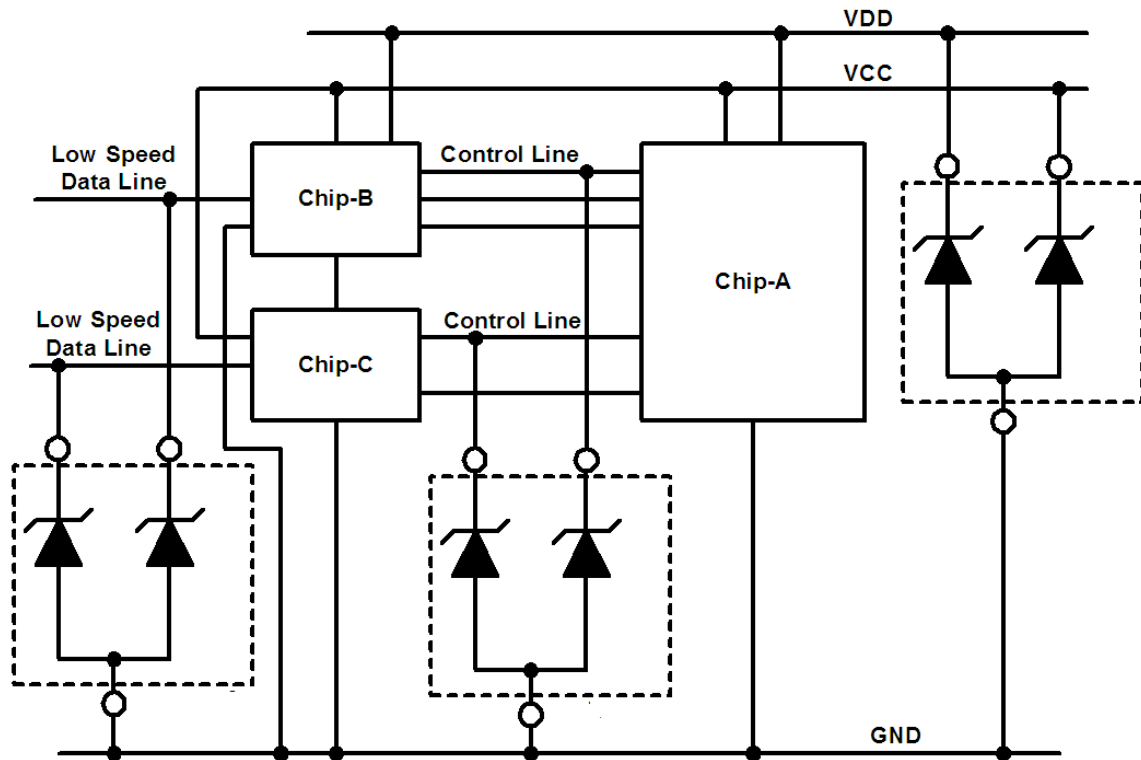 VDD
VCC
Low Speed
Data Line
Control Line
Chip-B
Chip-A
Low Speed
Data Line
Control Line
Chip-C
GND